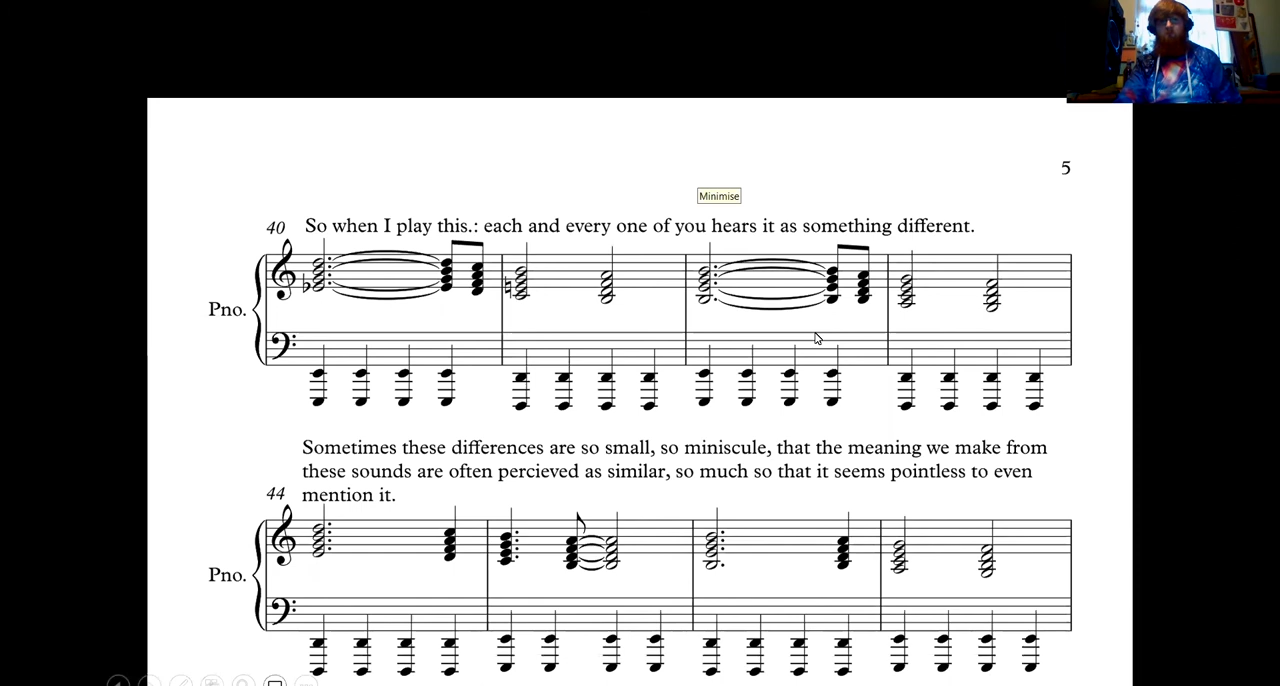 5
Minimise
40 So when I play this.: each and every one of you hears it as something different.
Pno.
Sometimes these differences are so small, so miniscule, that the meaning we make from
these sounds are often percieved as similar, so much so that it seems pointless to even
44 mention it.
Pno.